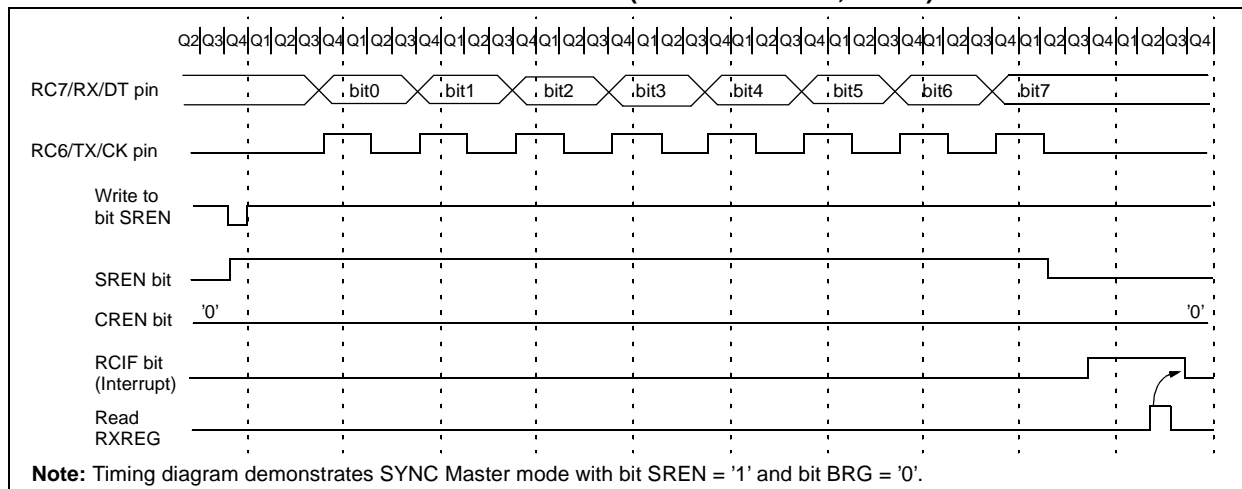 Q2 Q3 Q4 Q1 Q2 Q3 Q4 Q1 Q2 Q3 Q4 Q1 Q2 Q3 Q4 Q1 Q2 Q3 Q4 Q1 Q2 Q3 Q4 Q1 Q2 Q3 Q4 Q1 Q2 Q3 Q4 Q1 Q2 Q3 Q4 Q1 Q2 Q3 Q4 Q1 Q2 Q3 Q4
RC7/RX/DT pin bit0 bit1 bit2 bit3 bit4 bit5 bit6 bit7
RC6/TX/CK pin
Write to
bit SREN
SREN bit
CREN bit '0' '0'
RCIF bit
(Interrupt)
Read
RXREG
Note: Timing diagram demonstrates SYNC Master mode with bit SREN = '1' and bit BRG = '0'.